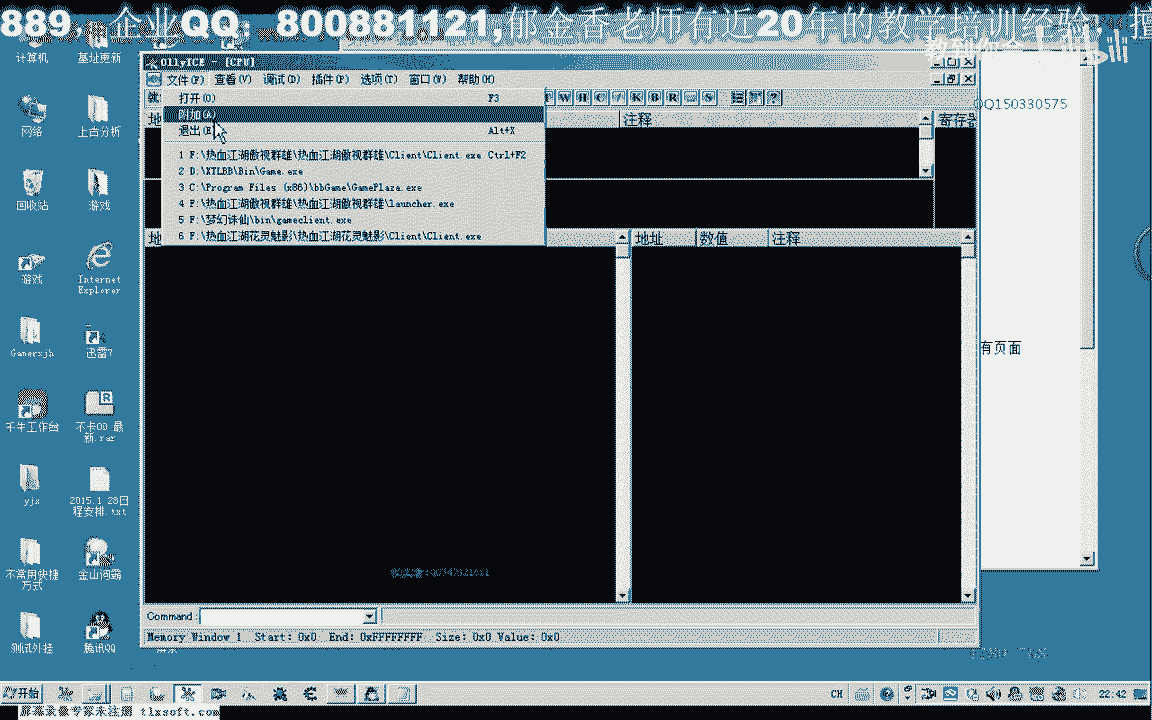 889，企业QQ：800881121,郁金香老师有近20年的教学培训经验，擅
计算机
基址更新
OllyICE - [CPU]
文件(F) 查看(V) 调试(D) 插件(P) 选项(T) 窗口(W) 帮助(H)
打开(O) F3
附加(A)
退出(E) Alt+X
1 F:\热血江湖傲视群雄\热血江湖傲视群雄\Client\Client.exe Ctrl+F2
2 D:\XTLBB\Bin\Game.exe
3 C:\Program Files (x86)\bbGame\GamePlaza.exe
4 F:\热血江湖傲视群雄\热血江湖傲视群雄\launcher.exe
5 F:\梦幻诛仙\bin\gameclient.exe
6 F:\热血江湖花灵魅影\热血江湖花灵魅影\Client\Client.exe
W H C / K B R ... S
注释
寄存器
QQ150330575
地址 数值 注释
有页面
网络
上古分析
回收站
游戏
游戏
Internet Explorer
Gamerxjh
迅雷7
千牛工作台
不卡OD 最新.rar
yjx
2015.1 28日程安排.txt
不常用快捷方式
金山词霸
测试外挂
腾讯QQ
Command:
Memory Window 1 Start: 0x0 End: 0xFFFFFFFF Size: 0x0 Value: 0x0
开始
CH
22:42
屏幕录像专家未注册 tlxsoft.com